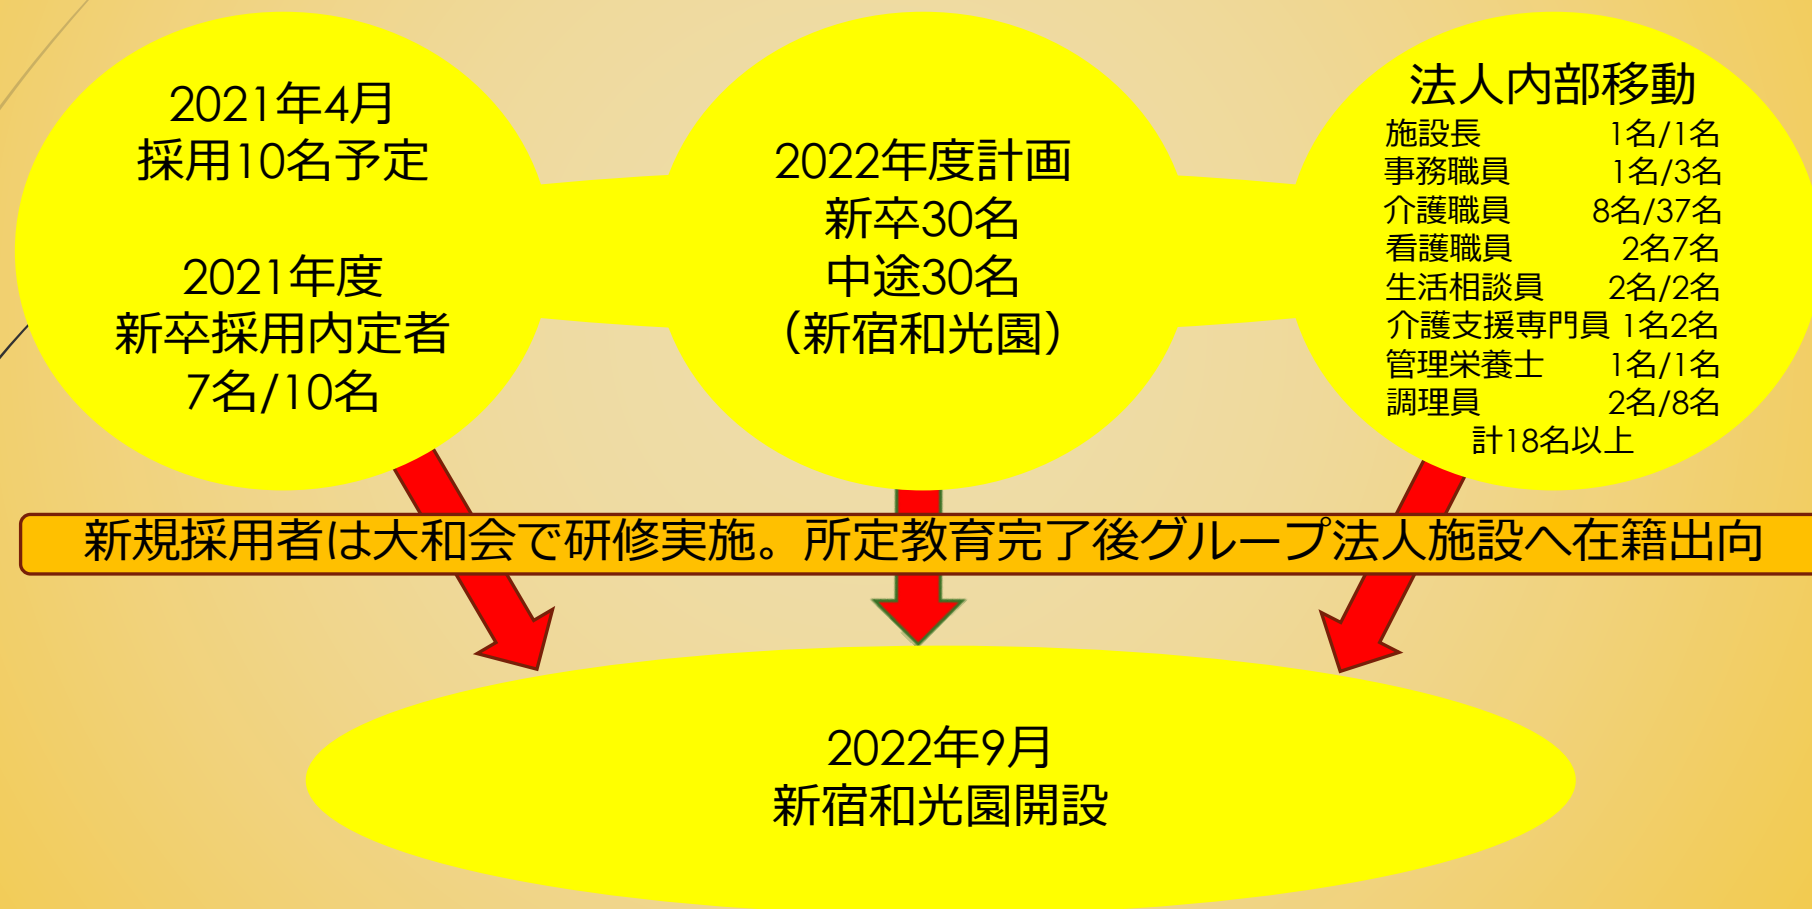 2021年4月
採用10名予定
2021年度
新卒採用内定者
7名/10名
2022年度計画
新卒30名
中途30名
（新宿和光園）
法人内部移動
施設長 1名/1名
事務職員 1名/3名
介護職員 8名/37名
看護職員 2名7名
生活相談員 2名/2名
介護支援専門員 1名2名
管理栄養士 1名/1名
調理員 2名/8名
計18名以上
新規採用者は大和会で研修実施。所定教育完了後グループ法人施設へ在籍出向
2022年9月
新宿和光園開設